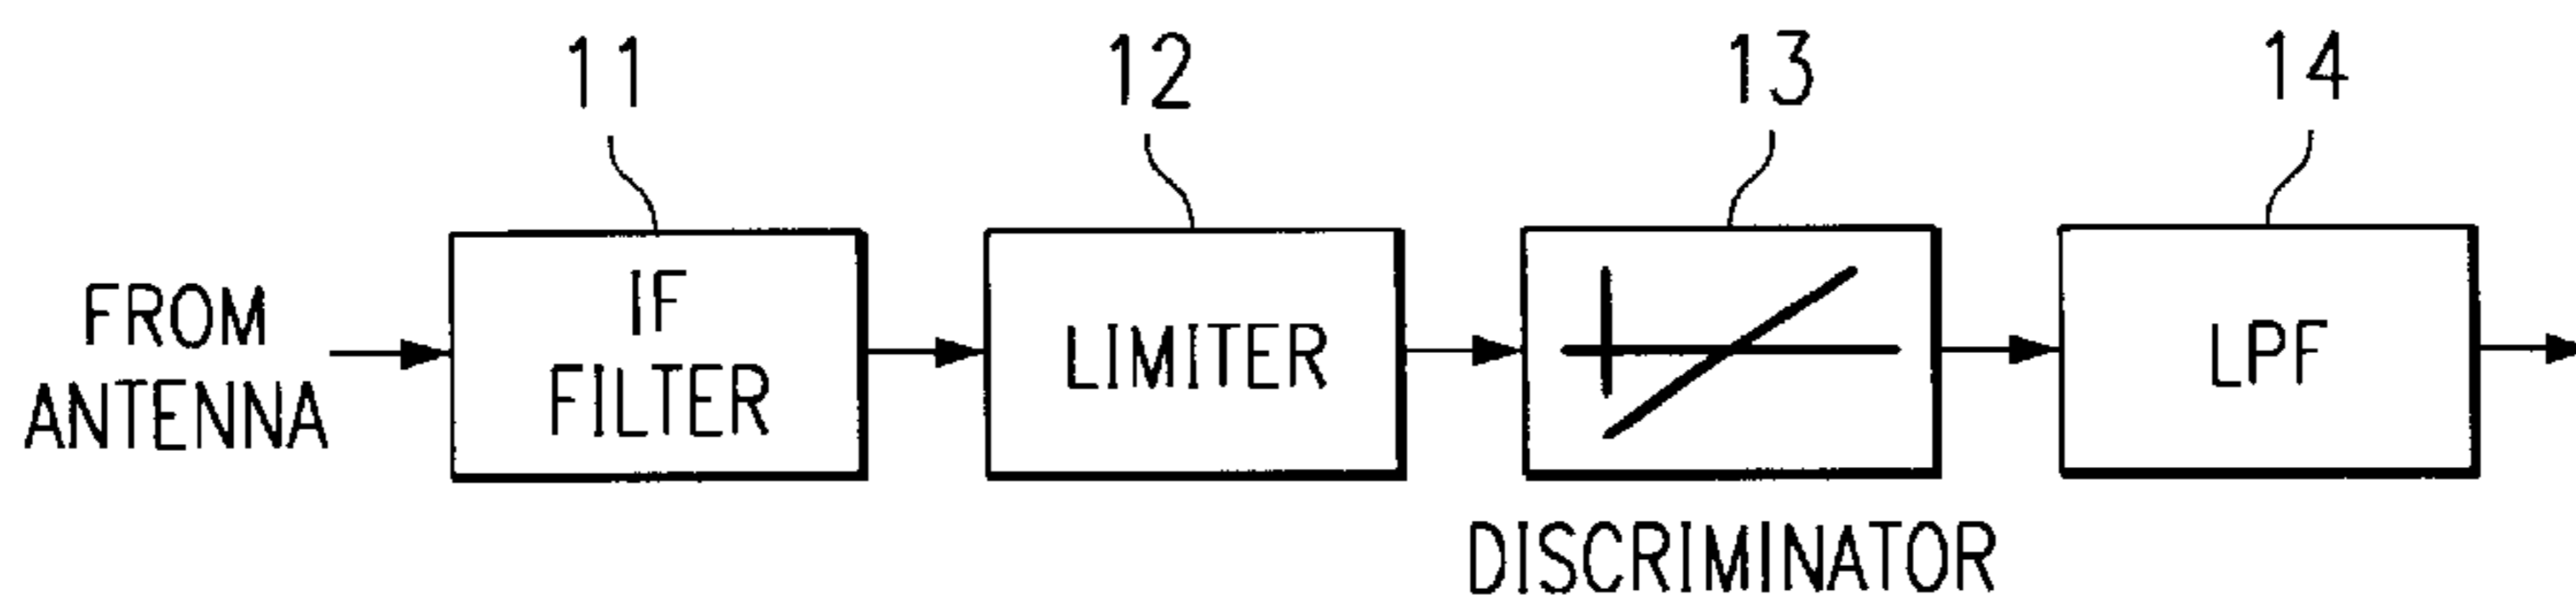 11
12
13
14
FROM
ANTENNA
IF
FILTER
LIMITER
LPF
DISCRIMINATOR